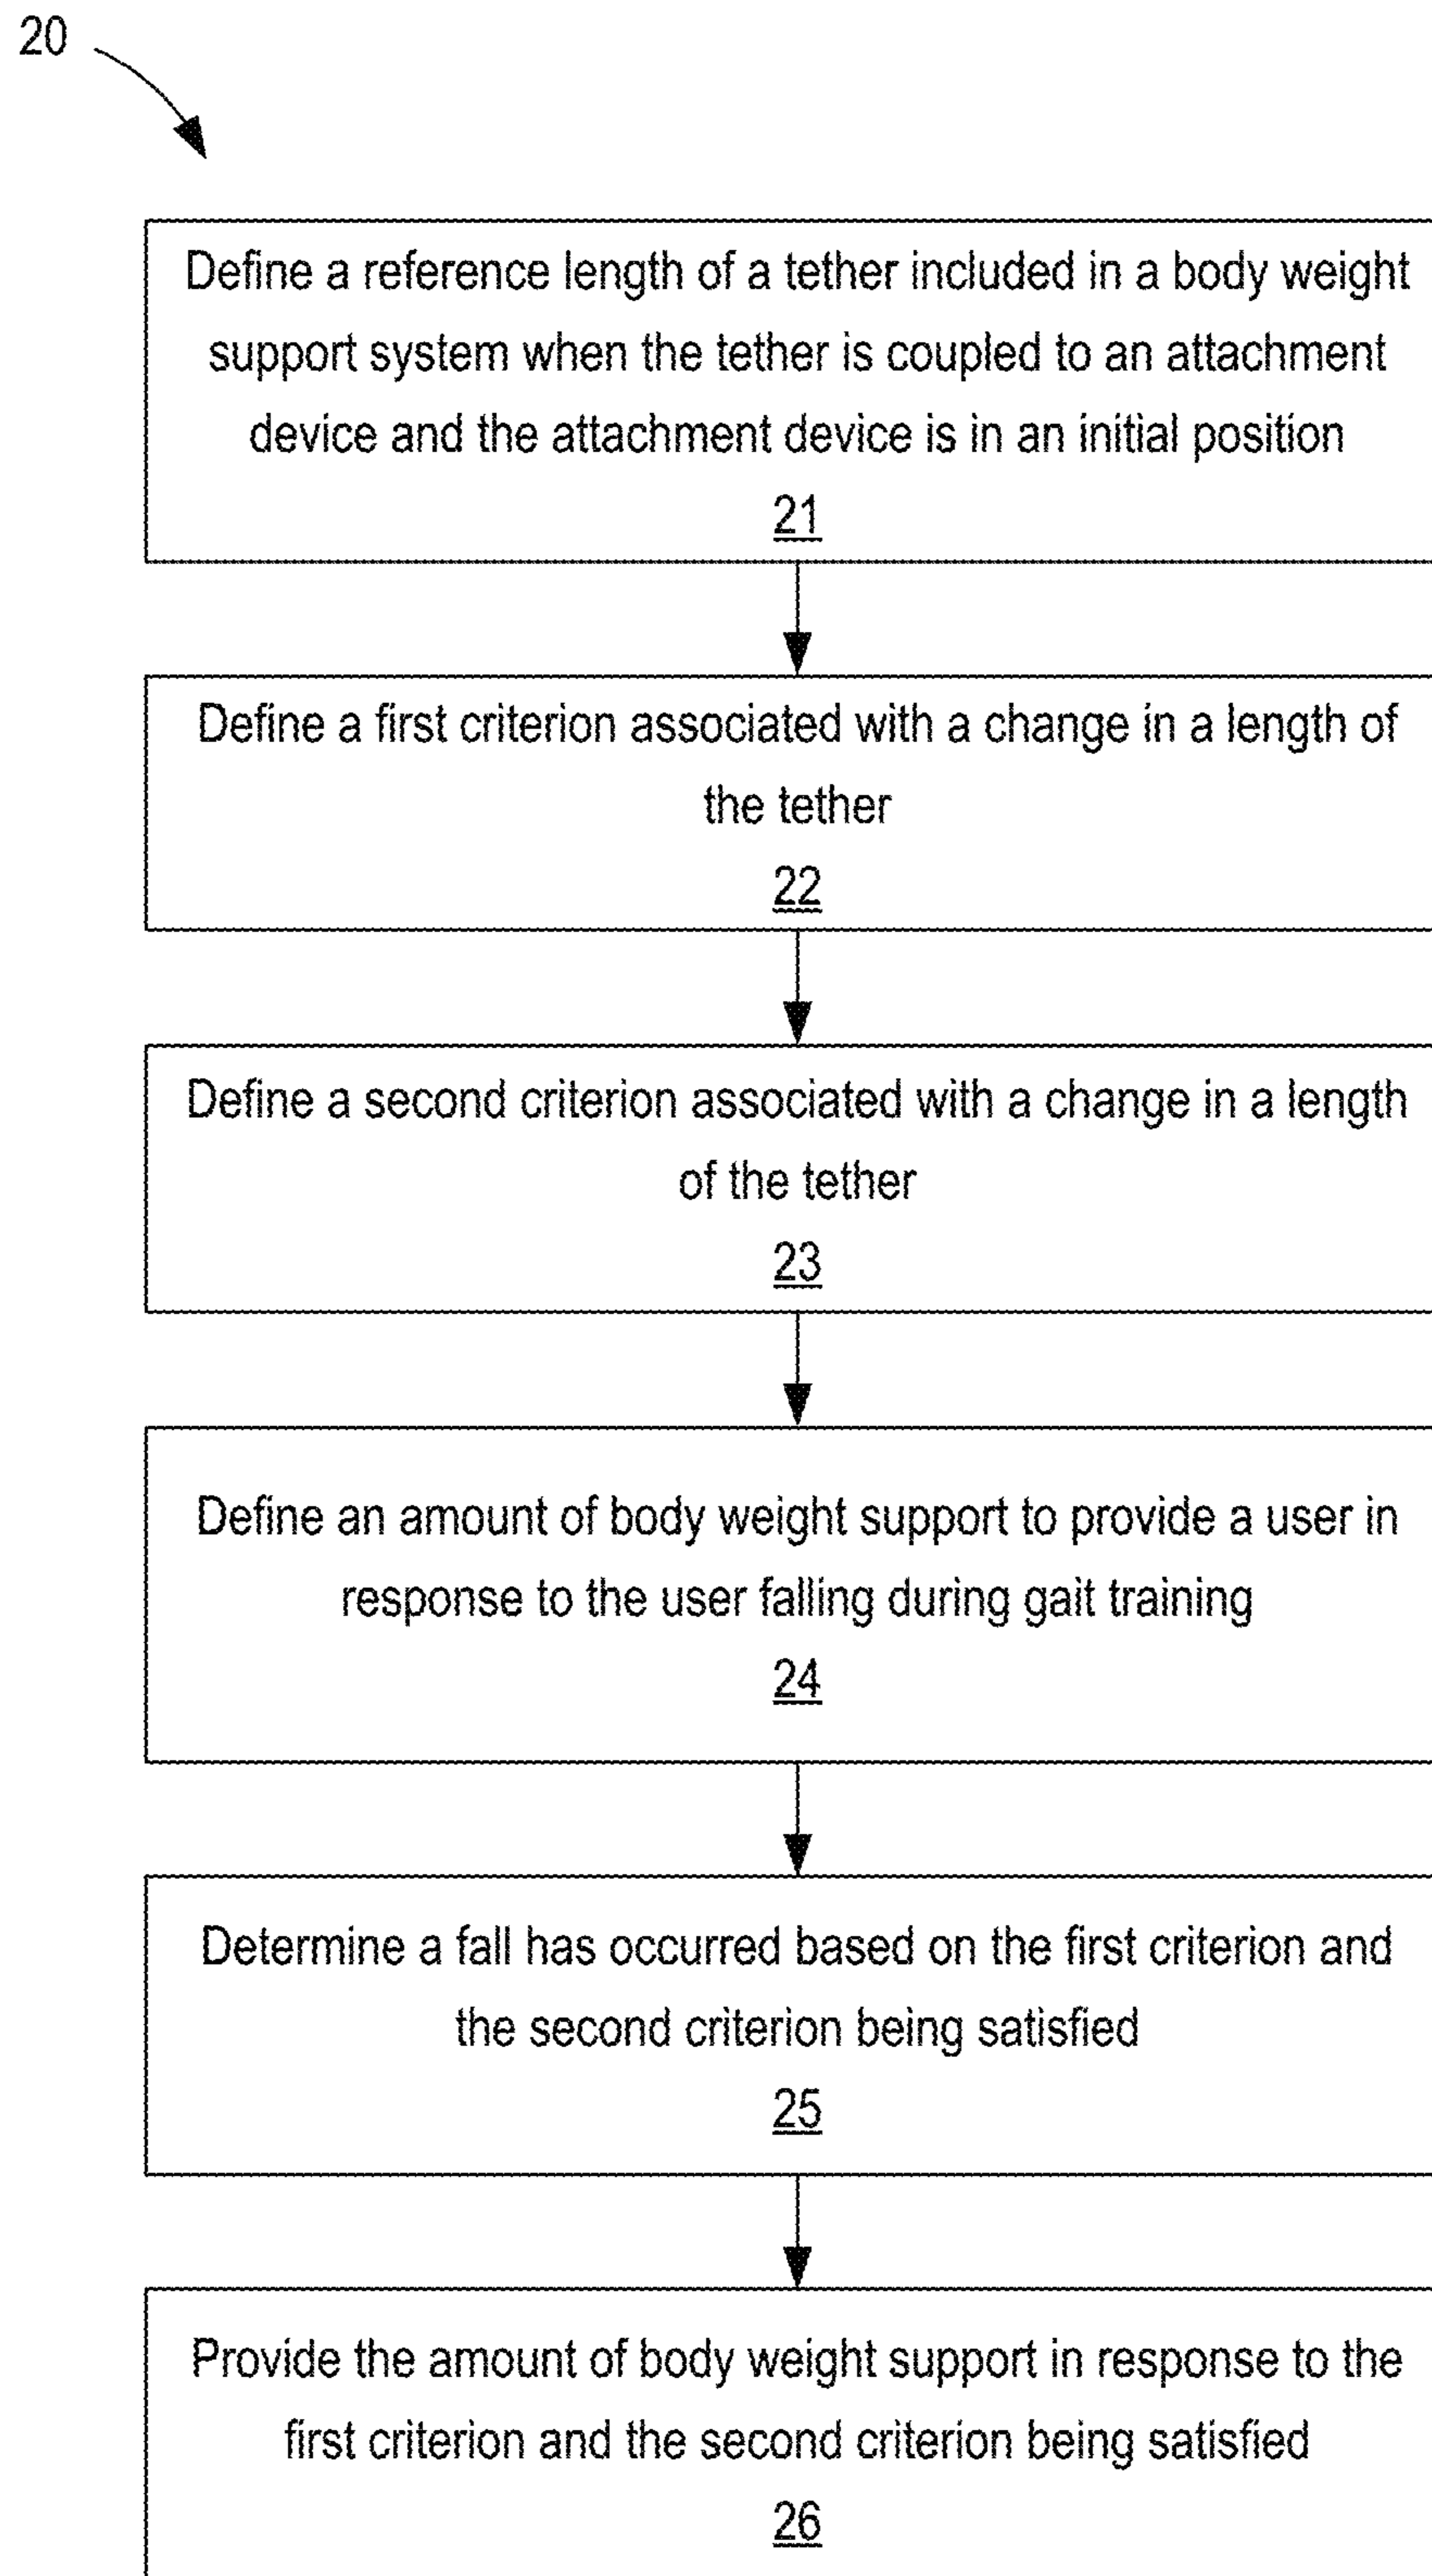 20
Define a reference length of a tether included in a body weight
support system when the tether is coupled to an attachment
device and the attachment device is in an initial position
21
Define a first criterion associated with a change in a length of
the tether
22
Define a second criterion associated with a change in a length
of the tether
23
Define an amount of body weight support to provide a user in
response to the user falling during gait training
24
Determine a fall has occurred based on the first criterion and
the second criterion being satisfied
25
Provide the amount of body weight support in response to the
first criterion and the second criterion being satisfied
26